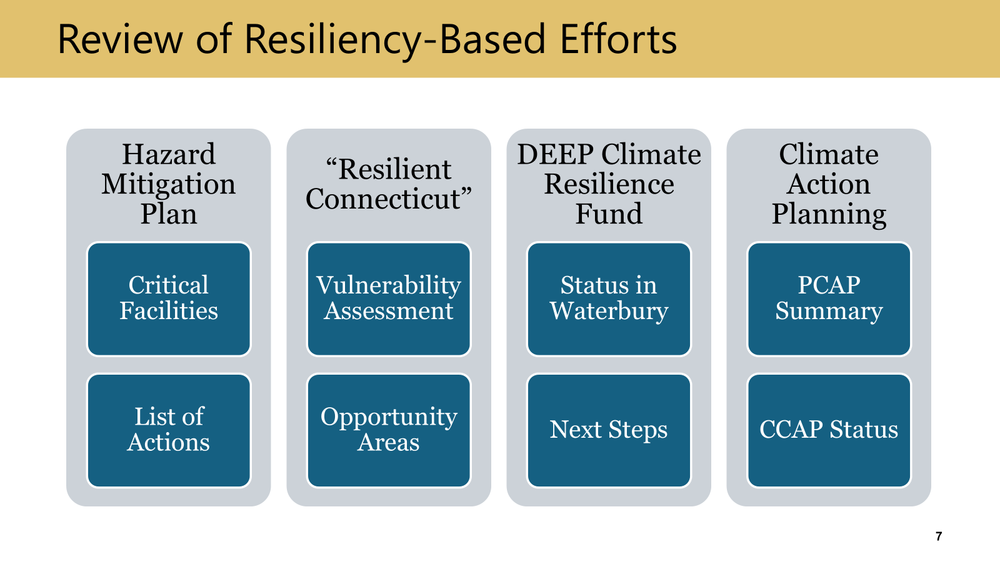 Review of Resiliency-Based Efforts
Hazard
Mitigation
Plan
Critical
Facilities
List of
Actions
“Resilient
Connecticut”
Vulnerability
Assessment
Opportunity
Areas
DEEP Climate
Resilience
Fund
Status in
Waterbury
Next Steps
Climate
Action
Planning
PCAP
Summary
CCAP Status
7